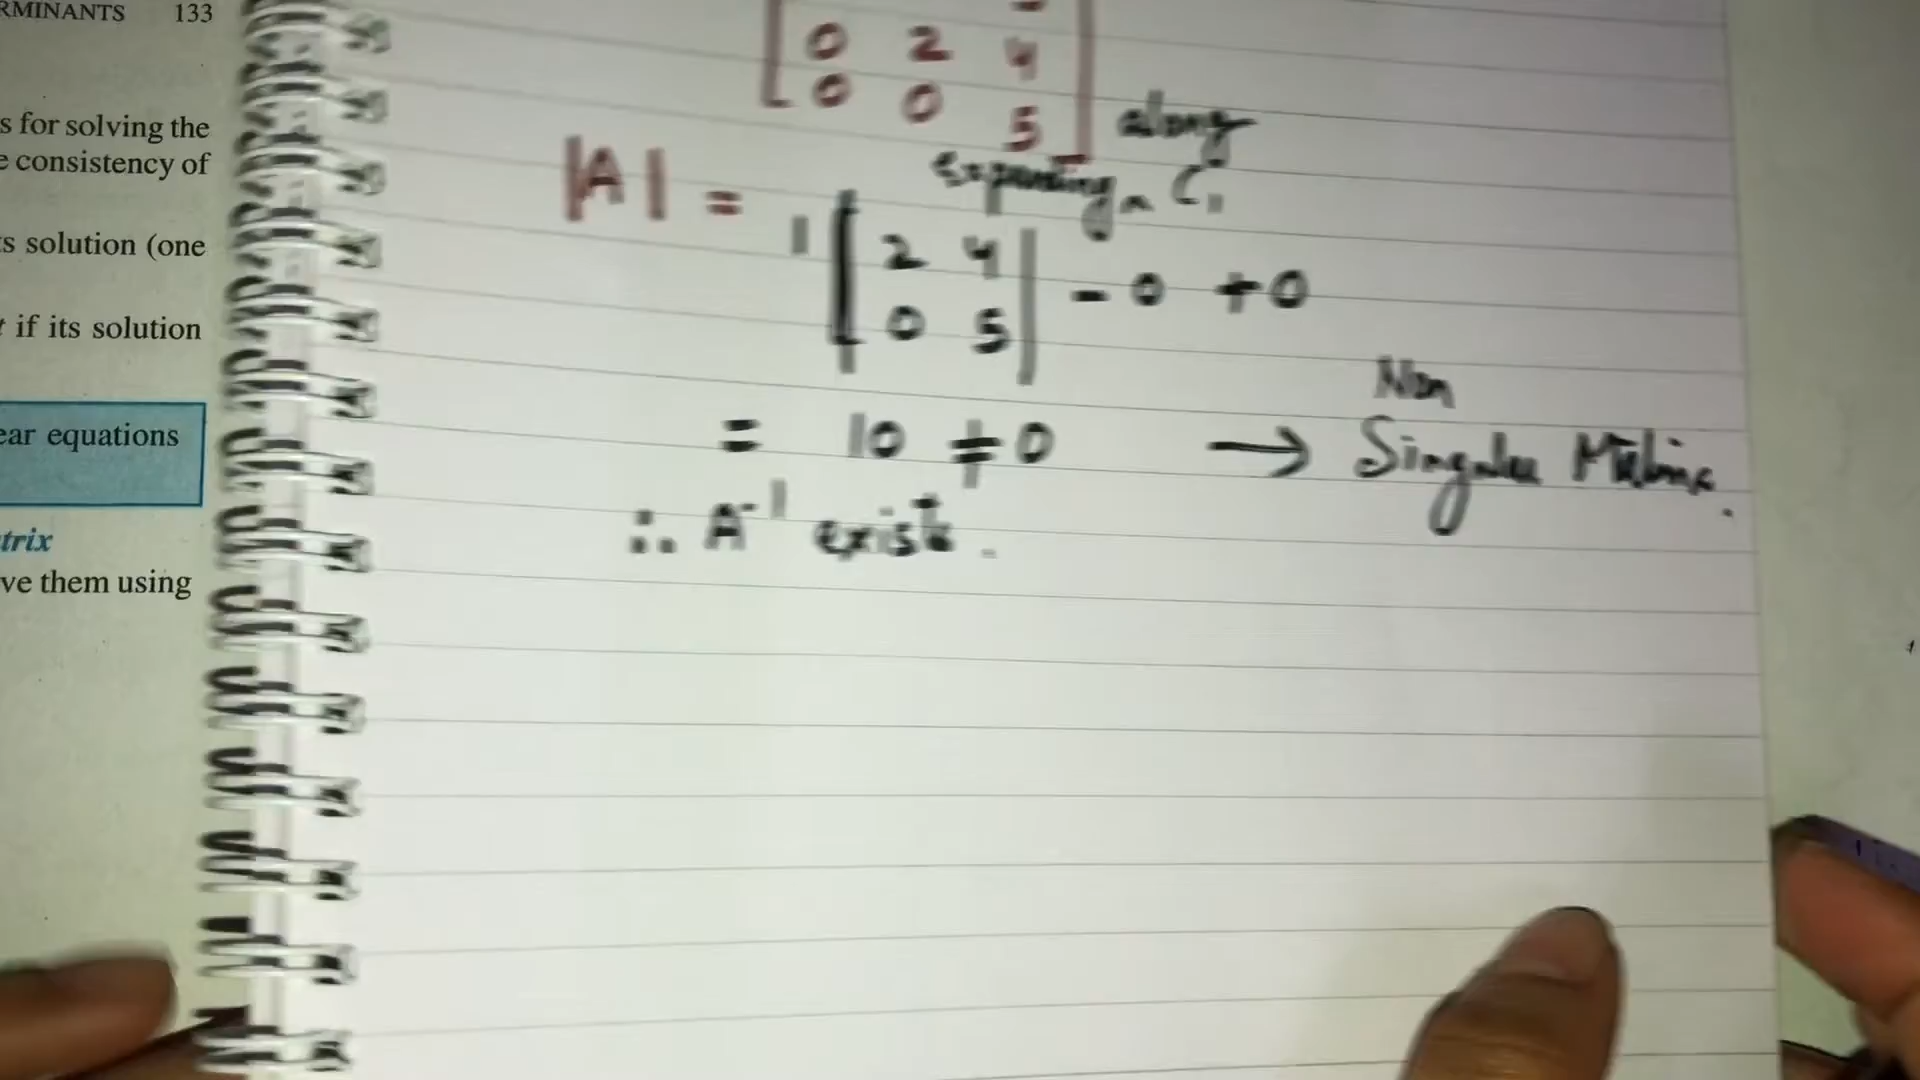 RMINANTS 133
s for solving the
e consistency of
s solution (one
t if its solution
ear equations
trix
ve them using
0 2 4
0 0 5
along
expanding C₁
|A| = 1 | 2 4 | - 0 + 0
0 5
= 10 ≠ 0 → Non Singular Matrix.
∴ A⁻¹ exists.